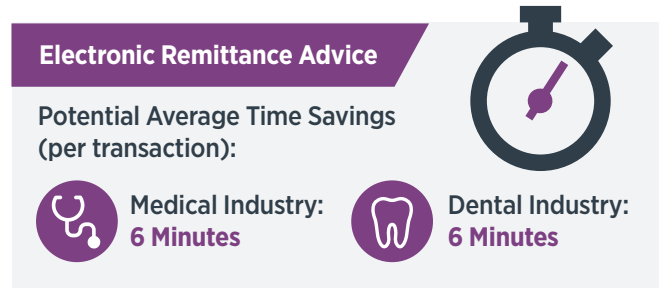 Electronic Remittance Advice
Potential Average Time Savings
(per transaction):
Medical Industry:
6 Minutes
Dental Industry:
6 Minutes